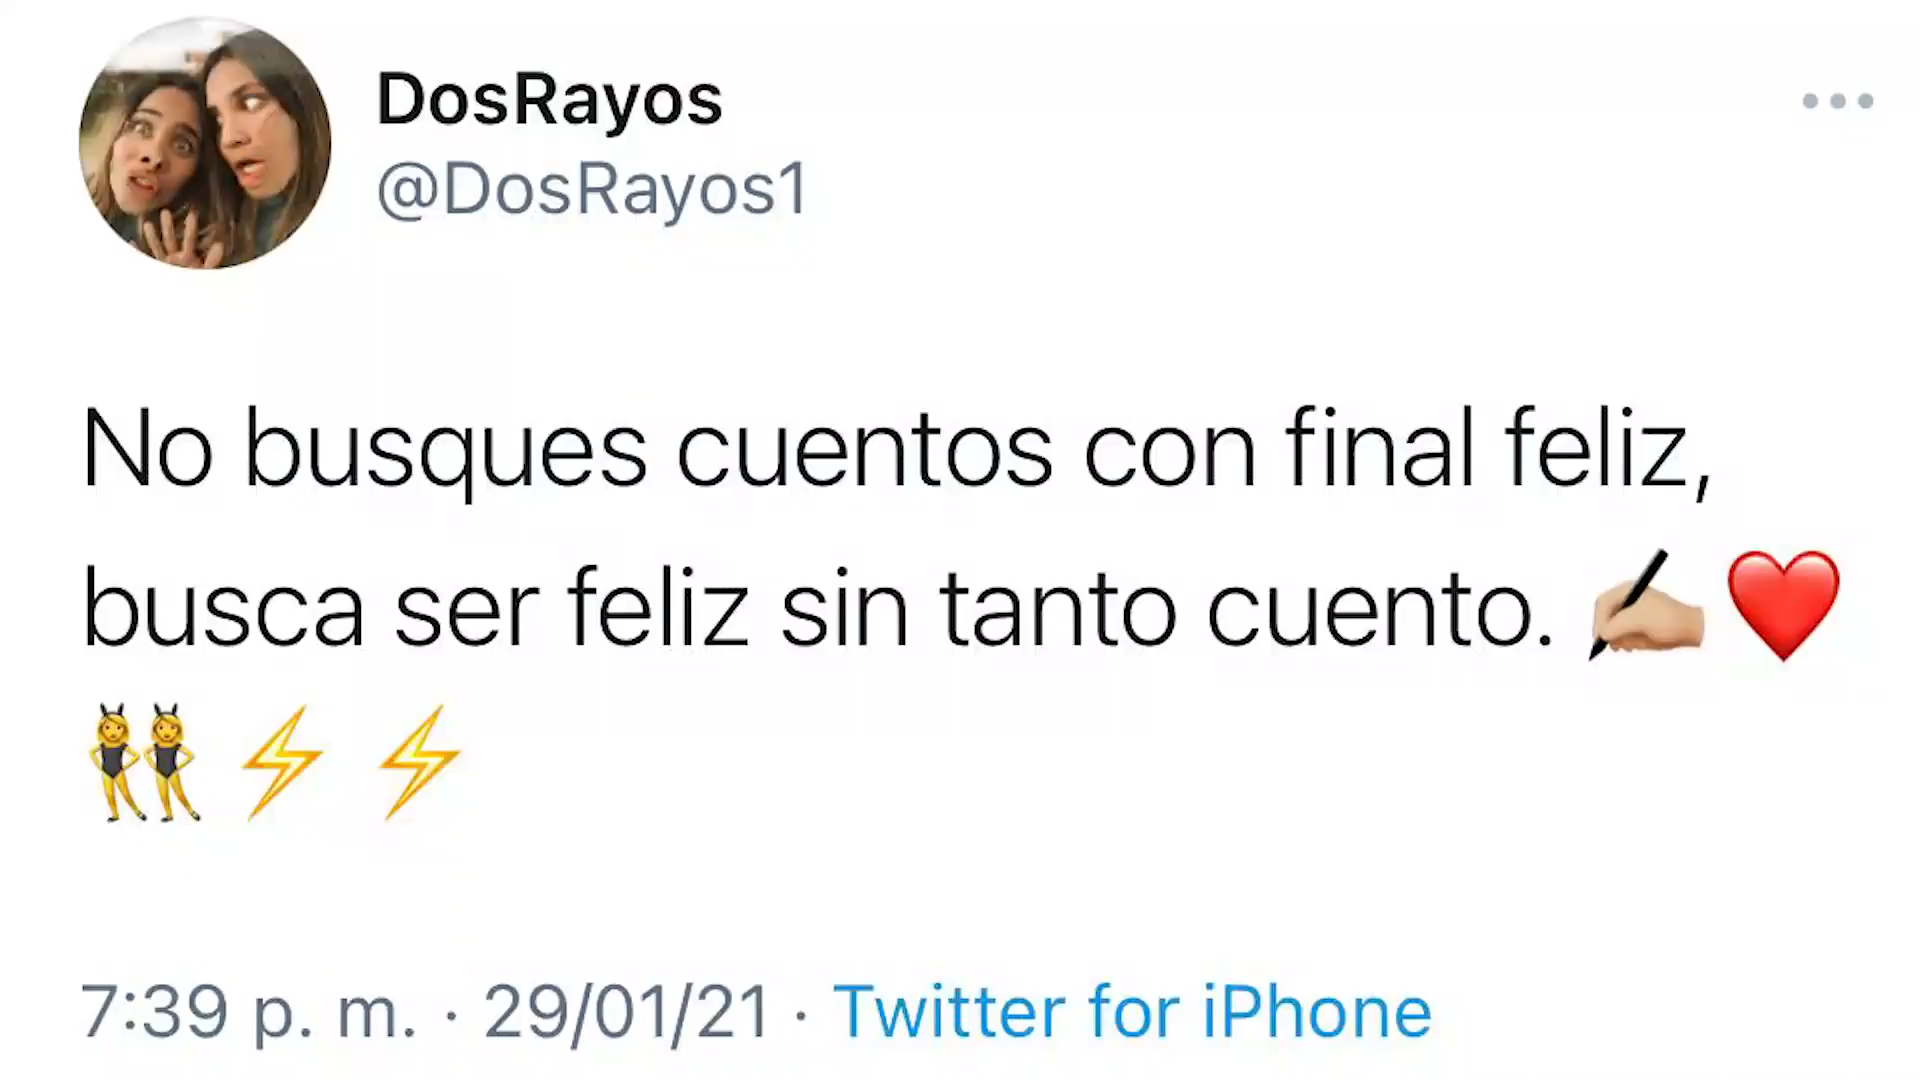 DosRayos
@DosRayos1
No busques cuentos con final feliz,
busca ser feliz sin tanto cuento. ✍🏼❤️
👯‍♀️⚡⚡
7:39 p. m. · 29/01/21 · Twitter for iPhone